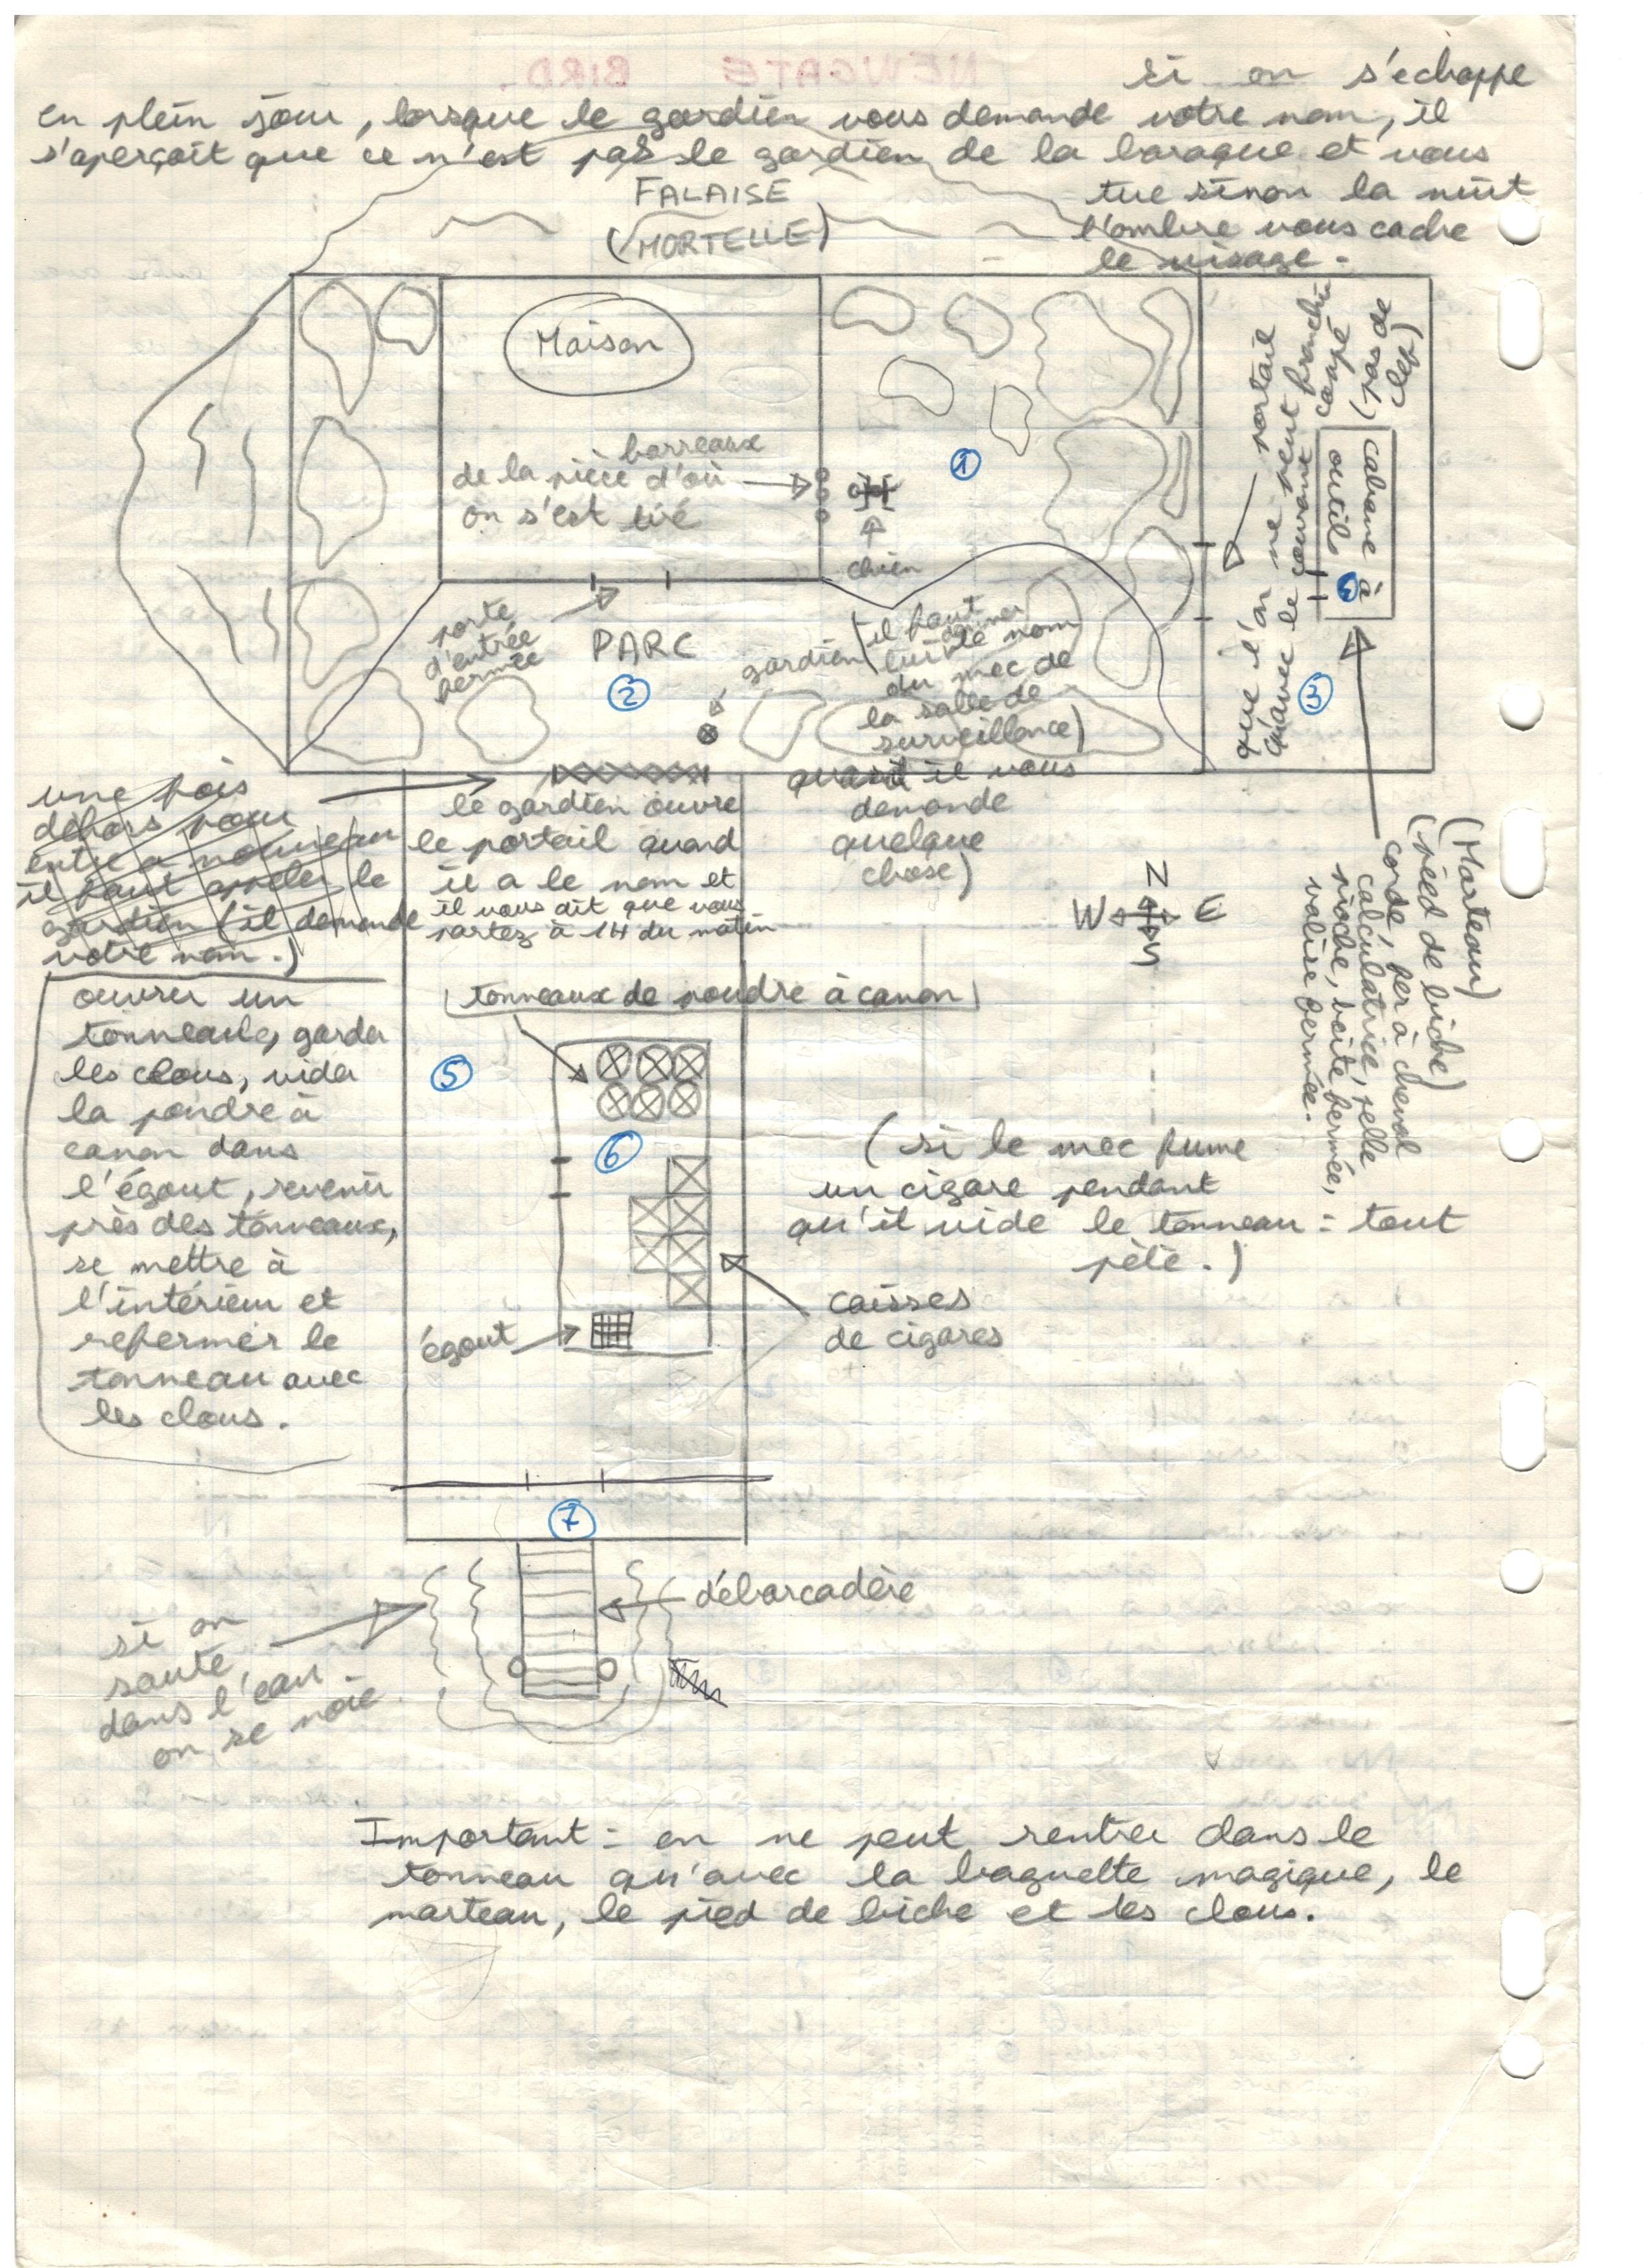 NEWGATE BIRD.
si on s'echappe
en plein jour, lorsque le gardien vous demande votre nom, il
s'aperçoit que ce n'est pas le gardien de la baraque et vous
tue sinon la nuit
l'ombre vous cache
le visage.
FALAISE
(MORTELLE)
Maison
barreaux
de la pièce d'où
on s'est tiré
1
chien
porte
d'entrée
fermée
PARC
2
gardien
(il faut
lui donner le nom
du mec de
la salle de
surveillance)
quand il vous
demande
quelque
chose)
portail
que l'on ne peut franchir
qu'avec le courant coupé
(pas de
clef)
cabane à
outils
4
3
(Marteau)
(pied de biche)
corde, fer à cheval
calculatrice, pelle
pioche, boîte fermée,
valise fermée.
une fois
dehors pour
entrer a nouveau
il faut appeler le
gardien (il demande
votre nom.)
le gardien ouvre
le portail quand
il a le nom et
il vous dit que vous
partez à 1H du matin
N
W E
S
ouvrir un
tonneau, garder
les clous, vider
la poudre à
canon dans
l'égout, revenir
près des tonneaux,
se mettre à
l'intérieur et
refermer le
tonneau avec
les clous.
tonneaux de poudre à canon
5
6
(si le mec fume
un cigare pendant
qu'il vide le tonneau = tout
pète.)
caisses
de cigares
égout
7
débarcadère
si on
saute
dans l'eau
on se noie
Important = on ne peut rentrer dans le
tonneau qu'avec la baguette magique, le
marteau, le pied de biche et les clous.